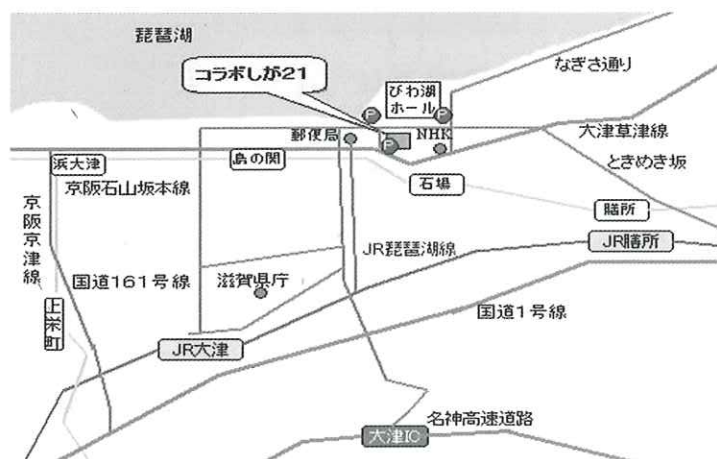 琵琶湖
コラボしが21
びわ湖
ホール
なぎさ通り
P
P
郵便局
NHK
P
大津草津線
浜大津
島の関
ときめき坂
京阪石山坂本線
石場
膳所
京阪京津線
JR琵琶湖線
JR膳所
国道161号線
滋賀県庁
上栄町
国道1号線
JR大津
名神高速道路
大津IC